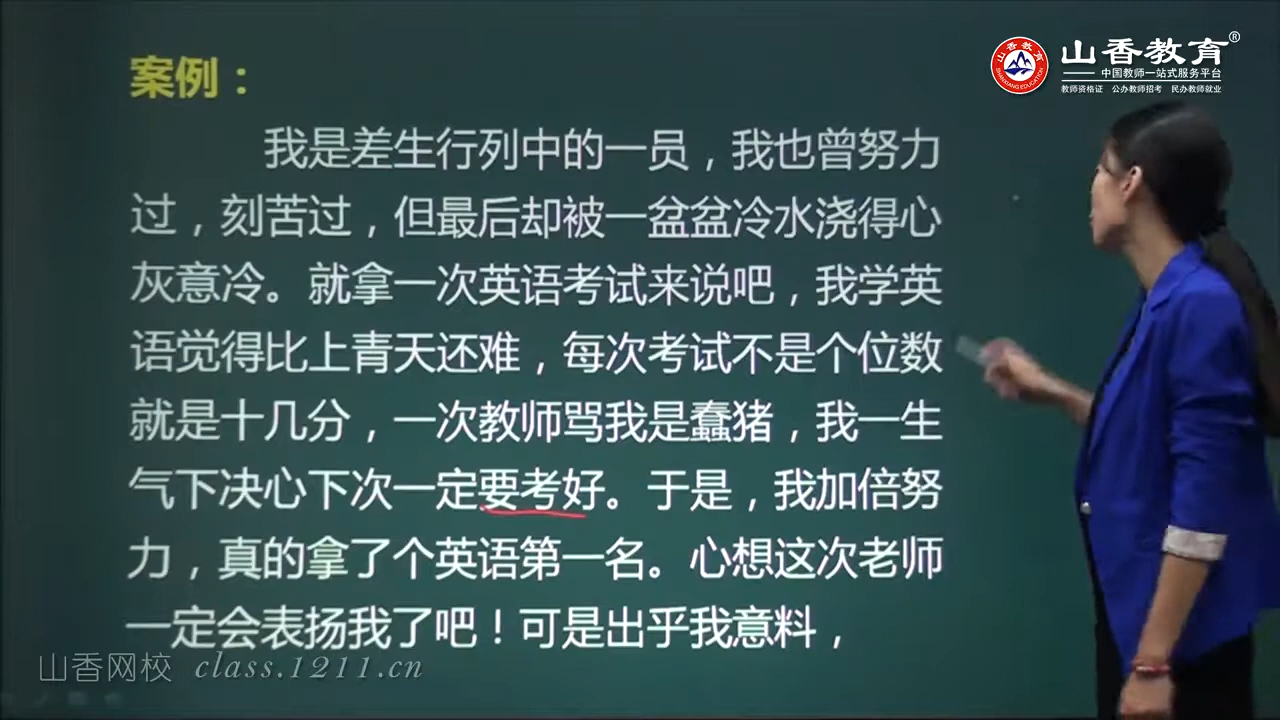 山香教育®
中国教师一站式服务平台
教师资格证 公办教师招考 民办教师就业
山香教育
SHANXIANG EDUCATION
案例：
我是差生行列中的一员，我也曾努力
过，刻苦过，但最后却被一盆盆冷水浇得心
灰意冷。就拿一次英语考试来说吧，我学英
语觉得比上青天还难，每次考试不是个位数
就是十几分，一次教师骂我是蠢猪，我一生
气下决心下次一定要考好。于是，我加倍努
力，真的拿了个英语第一名。心想这次老师
一定会表扬我了吧！可是出乎我意料，
山香网校 class.1211.cn